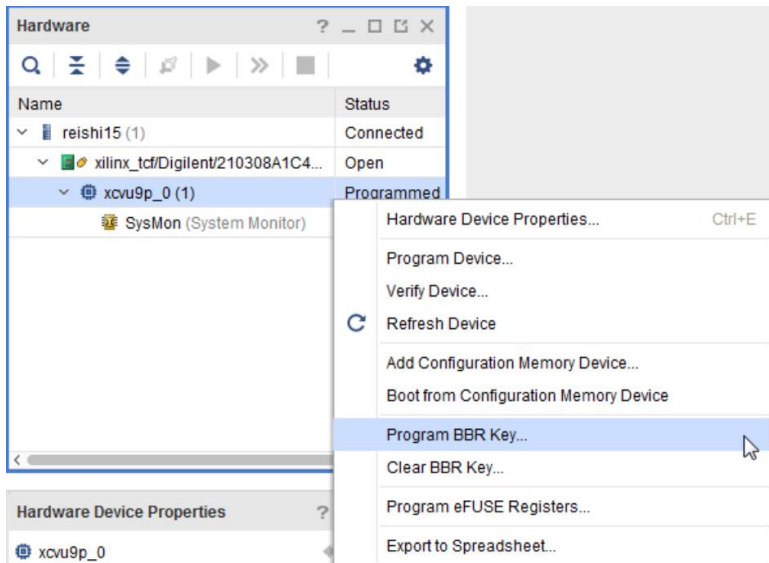 Hardware
Name Status
reishi15 (1) Connected
xilinx_tcf/Digilent/210308A1C4... Open
xcvu9p_0 (1) Programmed
SysMon (System Monitor)
Hardware Device Properties... Ctrl+E
Program Device...
Verify Device...
Refresh Device
Add Configuration Memory Device...
Boot from Configuration Memory Device
Program BBR Key...
Clear BBR Key...
Program eFUSE Registers...
Export to Spreadsheet...
Hardware Device Properties ?
xcvu9p_0